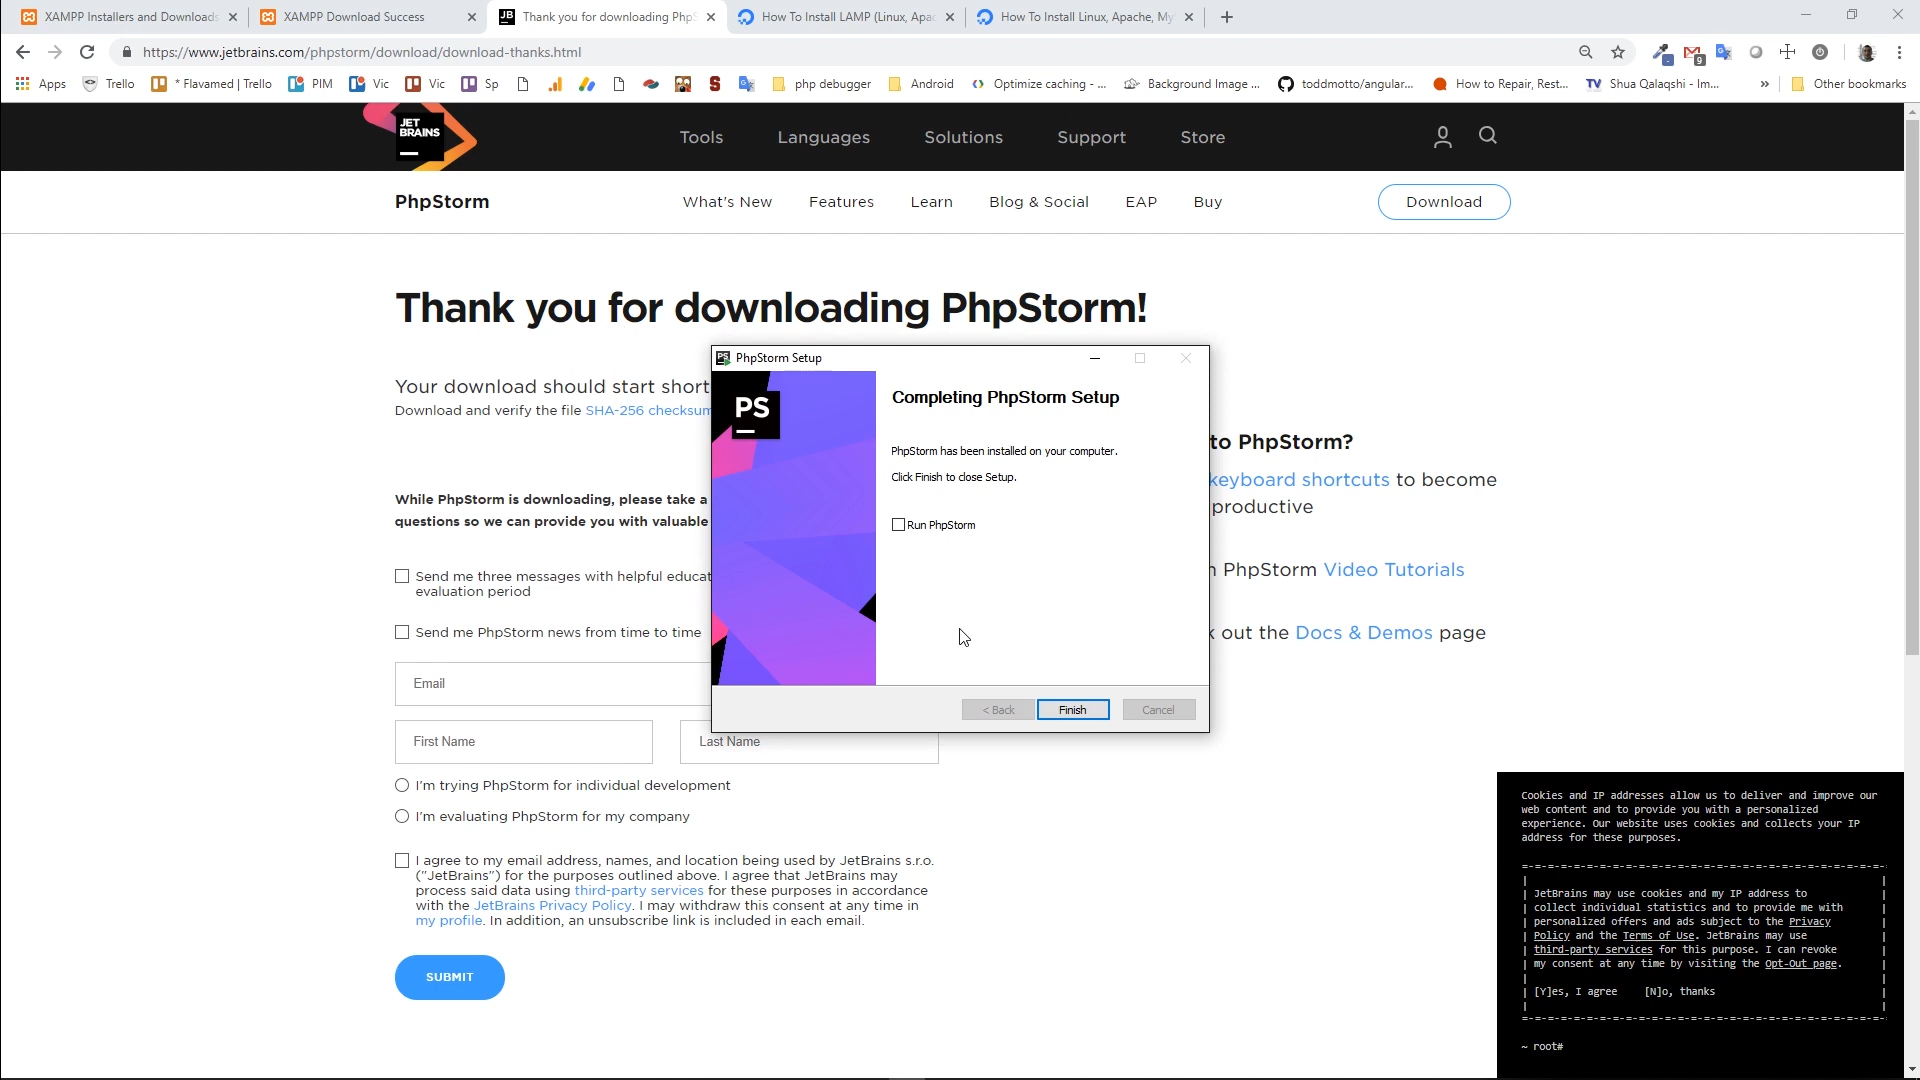 XAMPP Installers and Downloads
XAMPP Download Success
Thank you for downloading PhpS
How To Install LAMP (Linux, Apac
How To Install Linux, Apache, My
https://www.jetbrains.com/phpstorm/download/download-thanks.html
9
Apps
Trello
* Flavamed | Trello
PIM
Vic
Vic
Sp
php debugger
Android
Optimize caching - ...
Background Image ...
toddmotto/angular...
How to Repair, Rest...
TV
Shua Qalaqshi - Im...
»
Other bookmarks
JET
BRAINS
Tools
Languages
Solutions
Support
Store
PhpStorm
What's New
Features
Learn
Blog & Social
EAP
Buy
Download
Thank you for downloading PhpStorm!
Your download should start short
Download and verify the file SHA-256 checksum
While PhpStorm is downloading, please take a
questions so we can provide you with valuable
Send me three messages with helpful educat
evaluation period
Send me PhpStorm news from time to time
Email
First Name
Last Name
I'm trying PhpStorm for individual development
I'm evaluating PhpStorm for my company
I agree to my email address, names, and location being used by JetBrains s.r.o.
("JetBrains") for the purposes outlined above. I agree that JetBrains may
process said data using third-party services for these purposes in accordance
with the JetBrains Privacy Policy. I may withdraw this consent at any time in
my profile. In addition, an unsubscribe link is included in each email.
SUBMIT
PS PhpStorm Setup
PS
Completing PhpStorm Setup
PhpStorm has been installed on your computer.
Click Finish to close Setup.
Run PhpStorm
< Back
Finish
Cancel
to PhpStorm?
keyboard shortcuts to become
productive
PhpStorm Video Tutorials
k out the Docs & Demos page
Cookies and IP addresses allow us to deliver and improve our
web content and to provide you with a personalized
experience. Our website uses cookies and collects your IP
address for these purposes.
JetBrains may use cookies and my IP address to
collect individual statistics and to provide me with
personalized offers and ads subject to the Privacy
Policy and the Terms of Use. JetBrains may use
third-party services for this purpose. I can revoke
my consent at any time by visiting the Opt-Out page.
[Y]es, I agree [N]o, thanks
~ root#